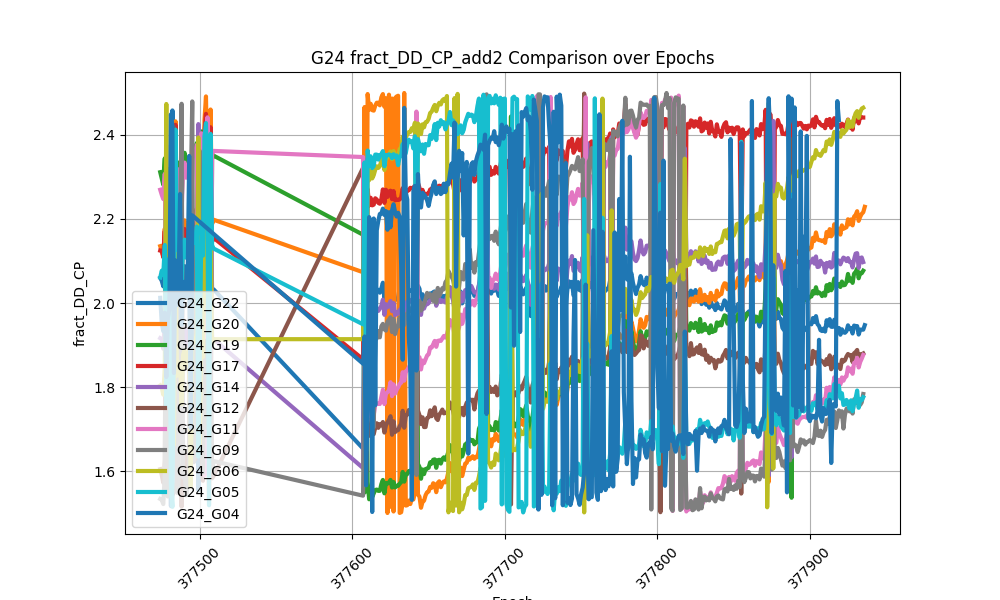 G24 fract_DD_CP_add2 Comparison over Epochs
fract_DD_CP
2.4
2.2
2.0
1.8
1.6
G24_G22
G24_G20
G24_G19
G24_G17
G24_G14
G24_G12
G24_G11
G24_G09
G24_G06
G24_G05
G24_G04
377500
377600
377700
377800
377900
Epoch